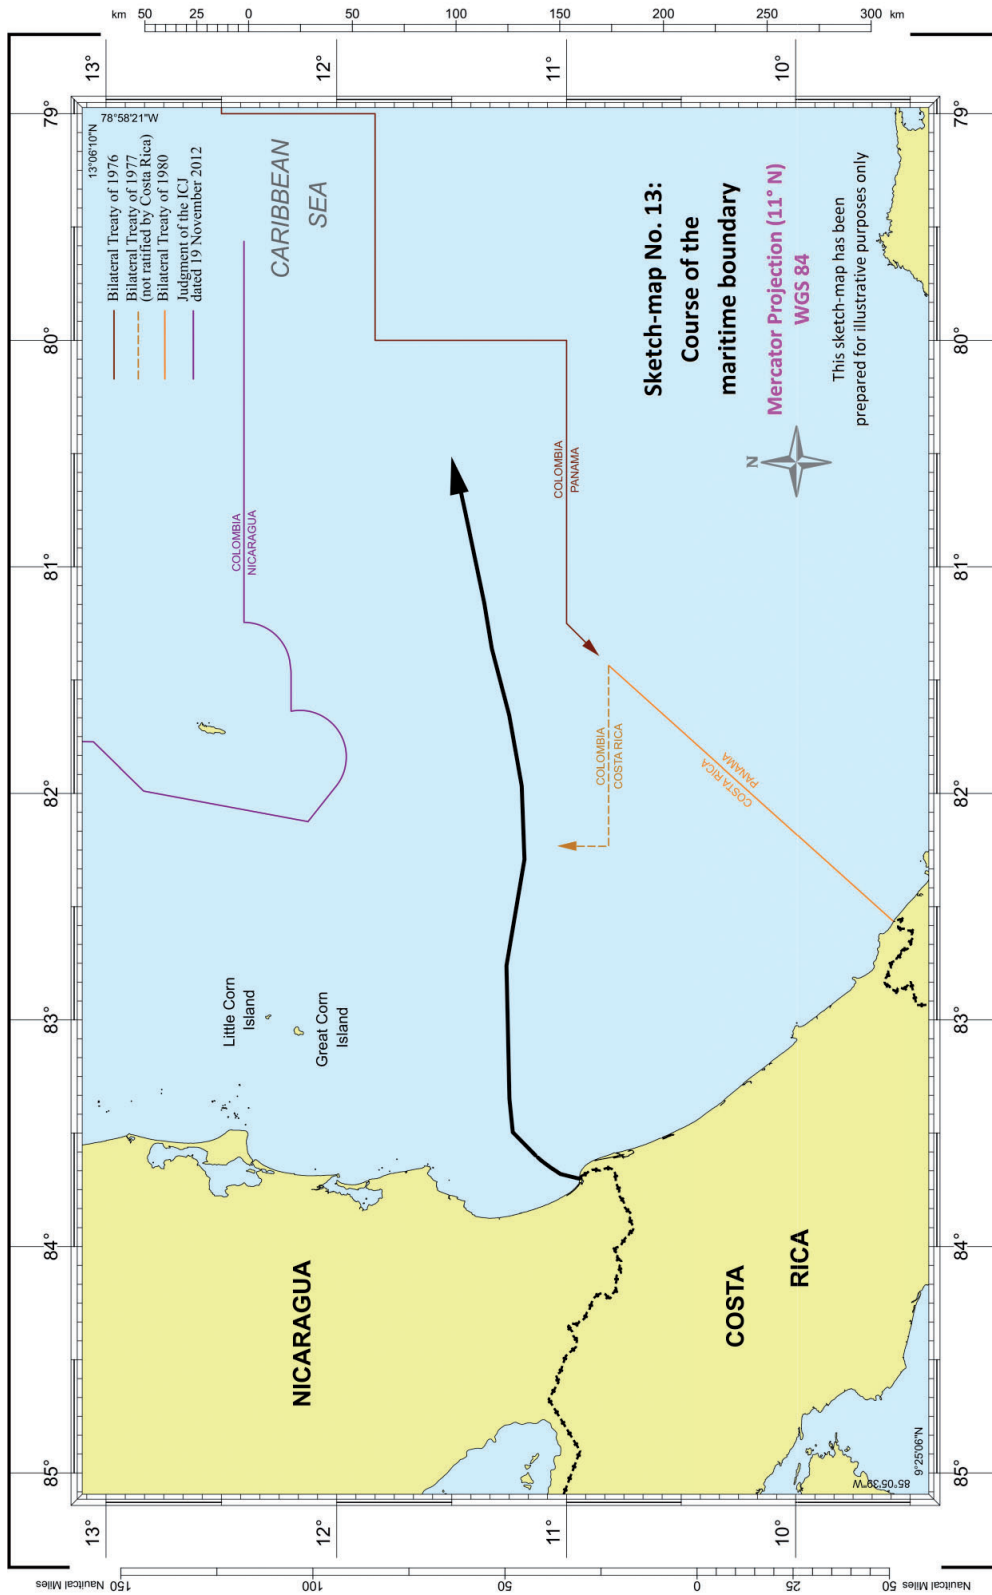 km
50
0
50
100
150
200
250
300
km
13°
12°
11°
10°
79°
80°
81°
82°
83°
84°
85°
79°
80°
81°
82°
83°
84°
85°
13°
12°
11°
10°
13°06'10"N
78°58'21"W
Bilateral Treaty of 1976
Bilateral Treaty of 1977
(not ratified by Costa Rica)
Bilateral Treaty of 1980
Judgment of the ICJ
dated 19 November 2012
CARIBBEAN
SEA
COLOMBIA
NICARAGUA
COLOMBIA
PANAMA
COLOMBIA
COSTA RICA
COSTA RICA
PANAMA
Little Corn
Island
Great Corn
Island
NICARAGUA
COSTA
RICA
Sketch-map No. 13:
Course of the
maritime boundary
Mercator Projection (11° N)
WGS 84
This sketch-map has been
prepared for illustrative purposes only
N
85°05'39"W
9°25'06"N
Nautical Miles
150
100
50
0
25
50
Nautical Miles